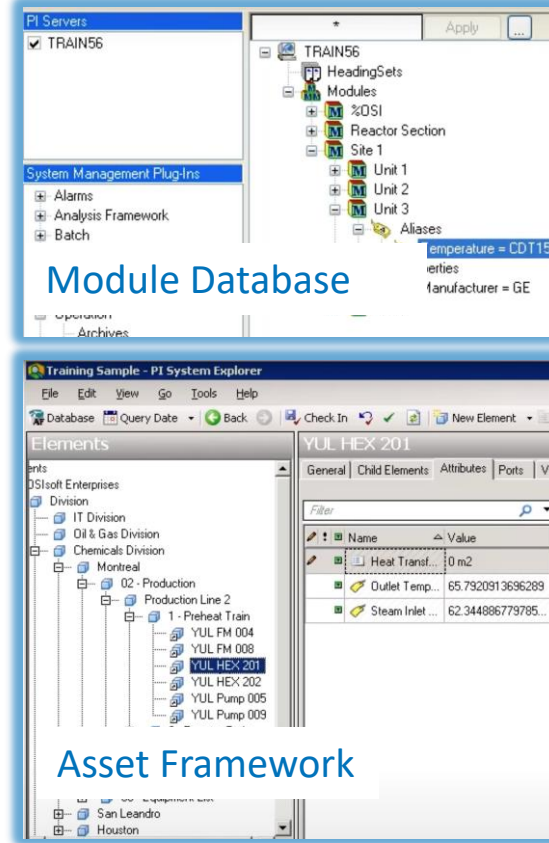 PI Servers
TRAIN56
System Management Plug-Ins
Alarms
Analysis Framework
Batch
Operation
Archives
*
Apply
...
TRAIN56
HeadingSets
Modules
%OSI
Reactor Section
Site 1
Unit 1
Unit 2
Unit 3
Aliases
emperature = CDT15
erties
Manufacturer = GE
Module Database
Training Sample - PI System Explorer
File Edit View Go Tools Help
Database Query Date Back Check In New Element
Elements
ents
OSIsoft Enterprises
Division
IT Division
Oil & Gas Division
Chemicals Division
Montreal
02 - Production
Production Line 2
1 - Preheat Train
YUL FM 004
YUL FM 008
YUL HEX 201
YUL HEX 202
YUL Pump 005
YUL Pump 009
San Leandro
Houston
YUL HEX 201
General Child Elements Attributes Ports V
Filter
Name Value
Heat Transf... 0 m2
Outlet Temp... 65.7920913696289
Steam Inlet ... 62.344886779785...
Asset Framework